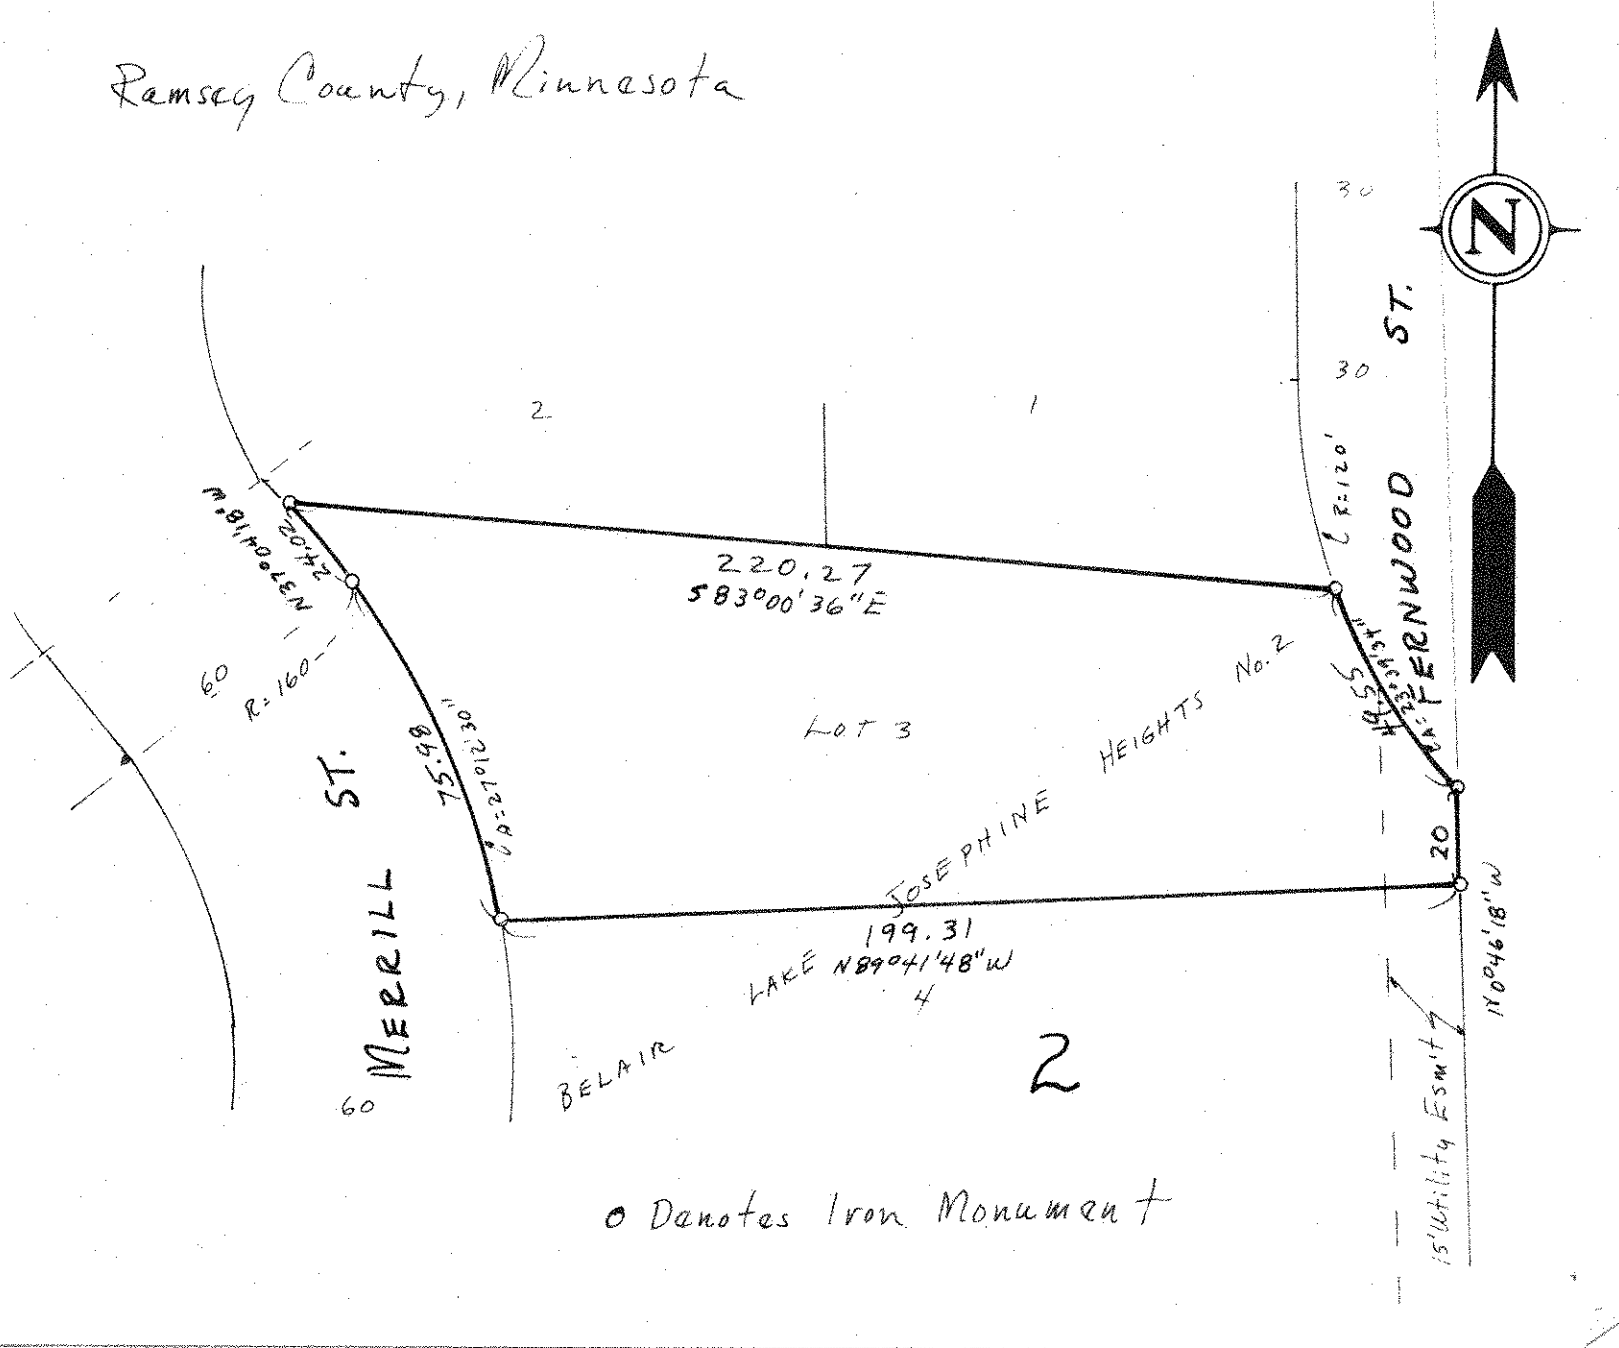 Ramsey County, Minnesota
N
30
30
R=120'
FERNWOOD ST.
2
1
N37°04'18"W
24.02
220.27
S83°00'36"E
60
R=160
75.98
Δ=27°12'30"
49.55
Δ=23°39'34"
LOT 3
20
N0°46'18"W
199.31
N89°41'48"W
4
BELAIR LAKE JOSEPHINE HEIGHTS No. 2
MERRILL ST.
60
2
15' Utility Esm't
o Denotes Iron Monument